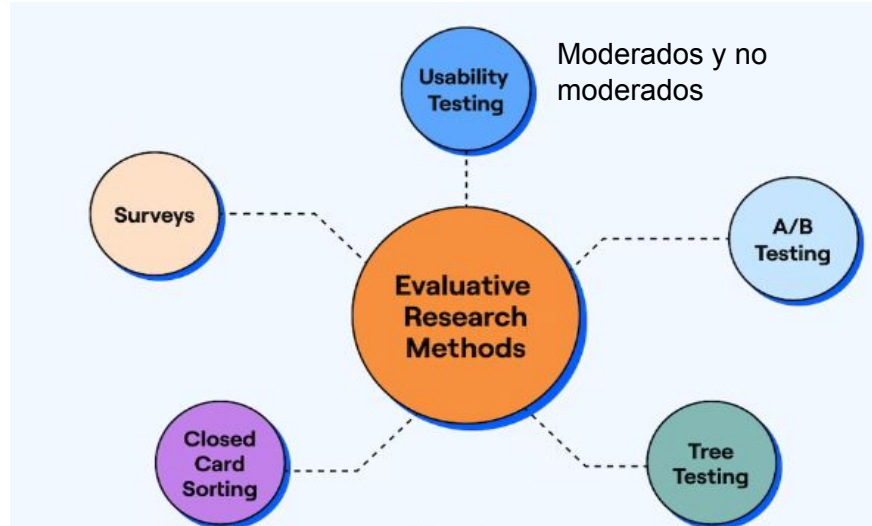 Usability
Testing
Moderados y no
moderados
Surveys
A/B
Testing
Evaluative
Research
Methods
Closed
Card
Sorting
Tree
Testing